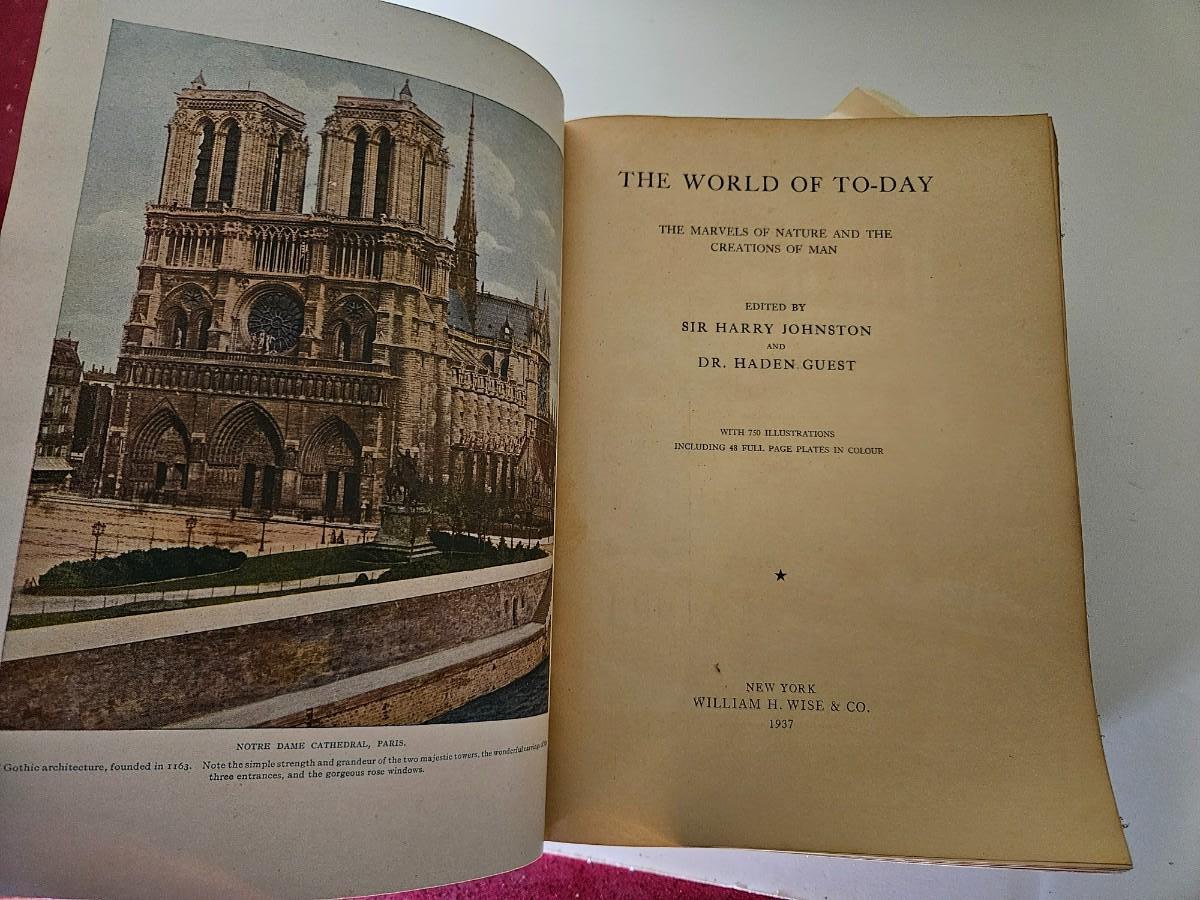 NOTRE DAME CATHEDRAL, PARIS.
Gothic architecture, founded in 1163. Note the simple strength and grandeur of the two majestic towers, the wonderful carvings of the
three entrances, and the gorgeous rose windows.
THE WORLD OF TO-DAY
THE MARVELS OF NATURE AND THE
CREATIONS OF MAN
EDITED BY
SIR HARRY JOHNSTON
AND
DR. HADEN GUEST
WITH 750 ILLUSTRATIONS
INCLUDING 48 FULL PAGE PLATES IN COLOUR
NEW YORK
WILLIAM H. WISE & CO.
1937